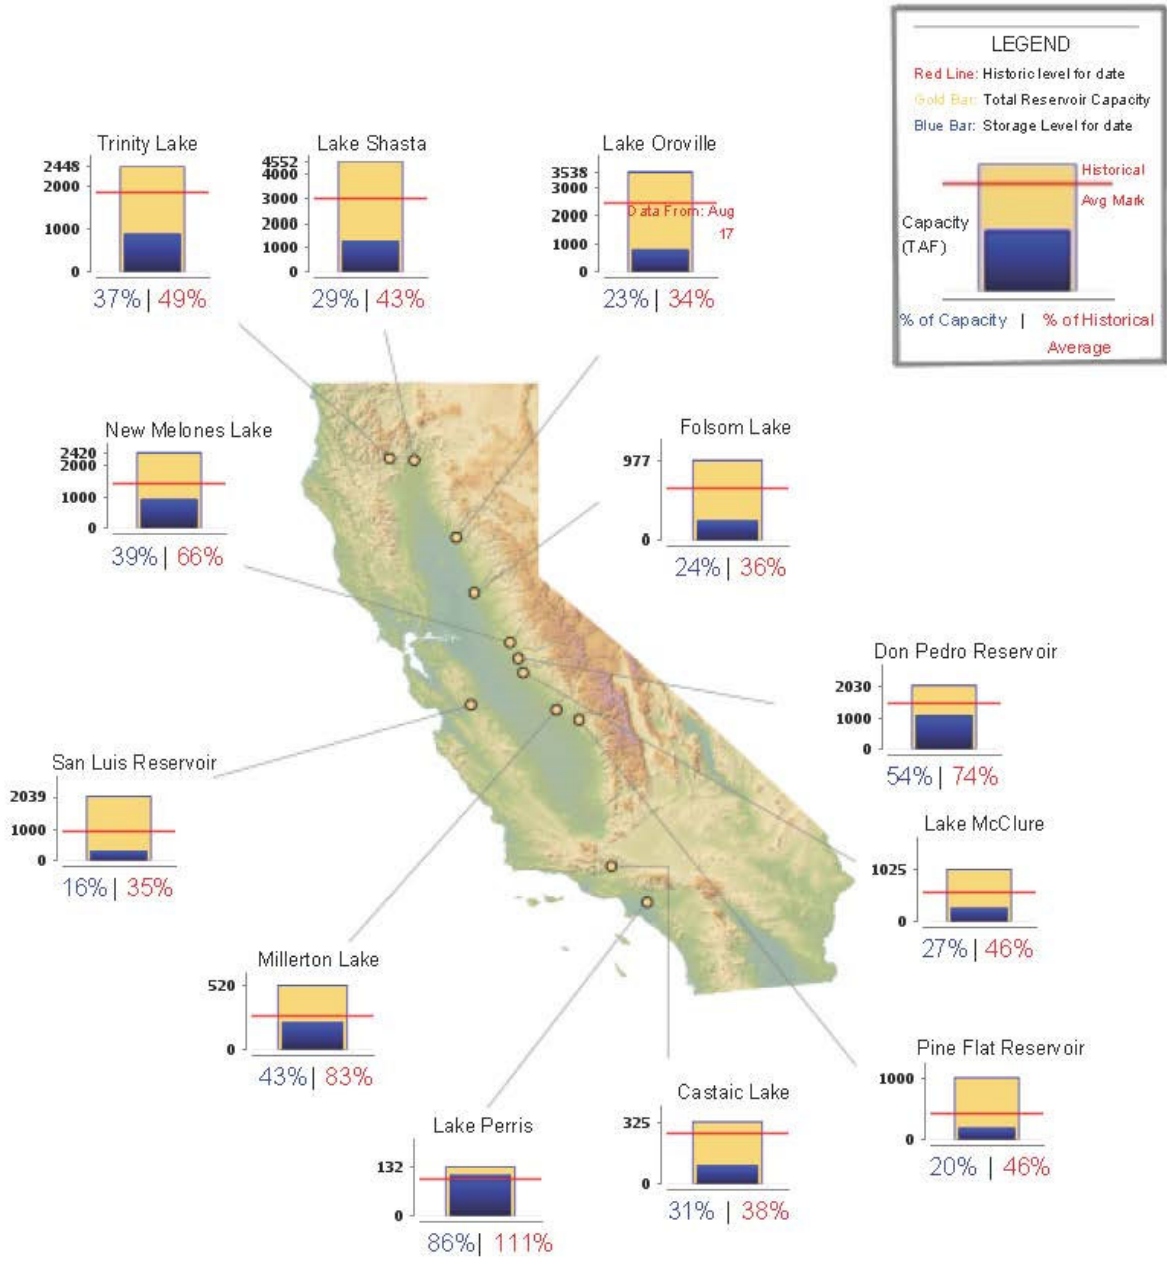 LEGEND
Red Line: Historic level for date
Gold Bar: Total Reservoir Capacity
Blue Bar: Storage Level for date
Historical
Avg Mark
Capacity
(TAF)
% of Capacity | % of Historical
Average
Trinity Lake
2448
2000
1000
0
37% | 49%
Lake Shasta
4552
4000
3000
2000
1000
0
29% | 43%
Lake Oroville
3538
3000
2000
1000
0
Data From: Aug
17
23% | 34%
New Melones Lake
2420
2000
1000
0
39% | 66%
Folsom Lake
977
0
24% | 36%
Don Pedro Reservoir
2030
1000
0
54% | 74%
San Luis Reservoir
2039
1000
0
16% | 35%
Lake McClure
1025
0
27% | 46%
Millerton Lake
520
0
43% | 83%
Pine Flat Reservoir
1000
0
20% | 46%
Castaic Lake
325
0
31% | 38%
Lake Perris
132
0
86% | 111%